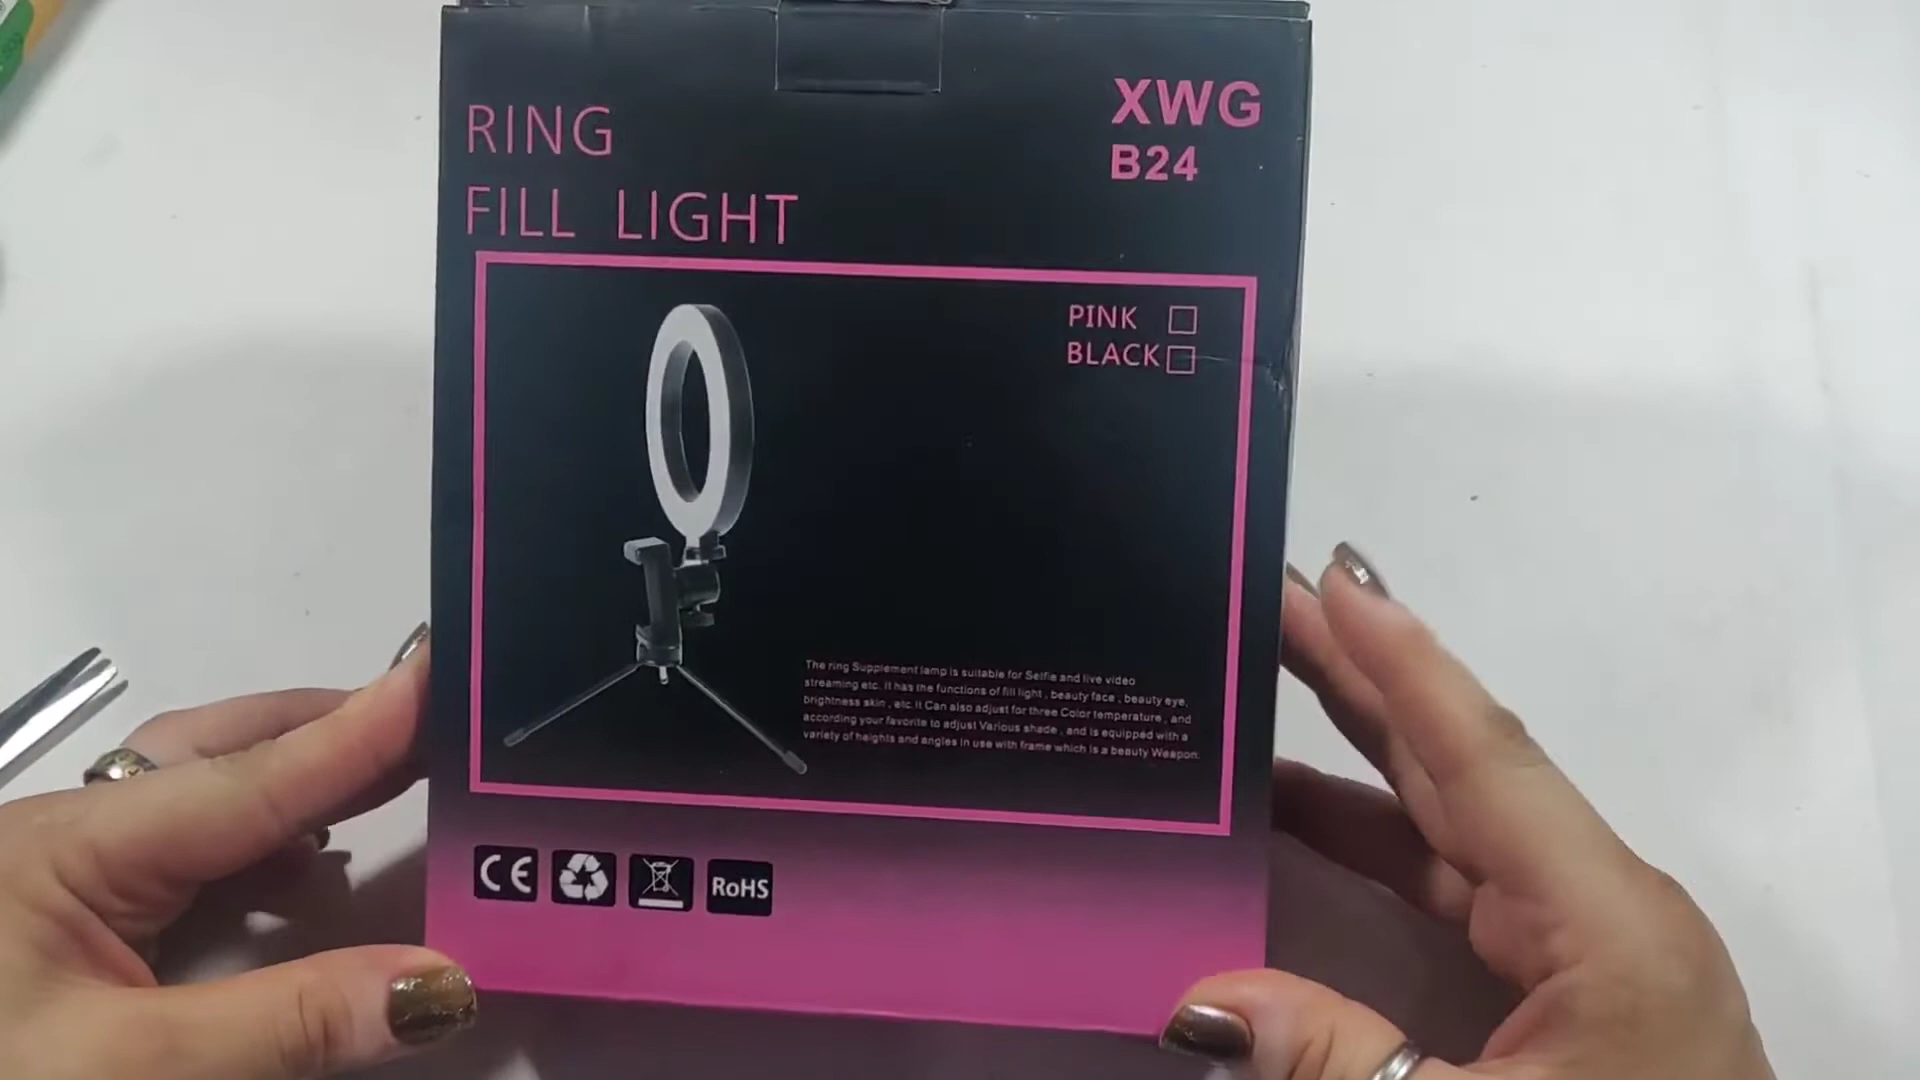 RING
FILL LIGHT
XWG
B24
PINK
BLACK
The ring Supplement lamp is suitable for Selfie and live video
streaming etc. it has the functions of fill light , beauty face , beauty eye,
brightness skin , etc. it Can also adjust for three Color temperature , and
according your favorite to adjust Various shade , and is equipped with a
variety of heights and angles in use with frame which is a beauty Weapon.
CE
RoHS